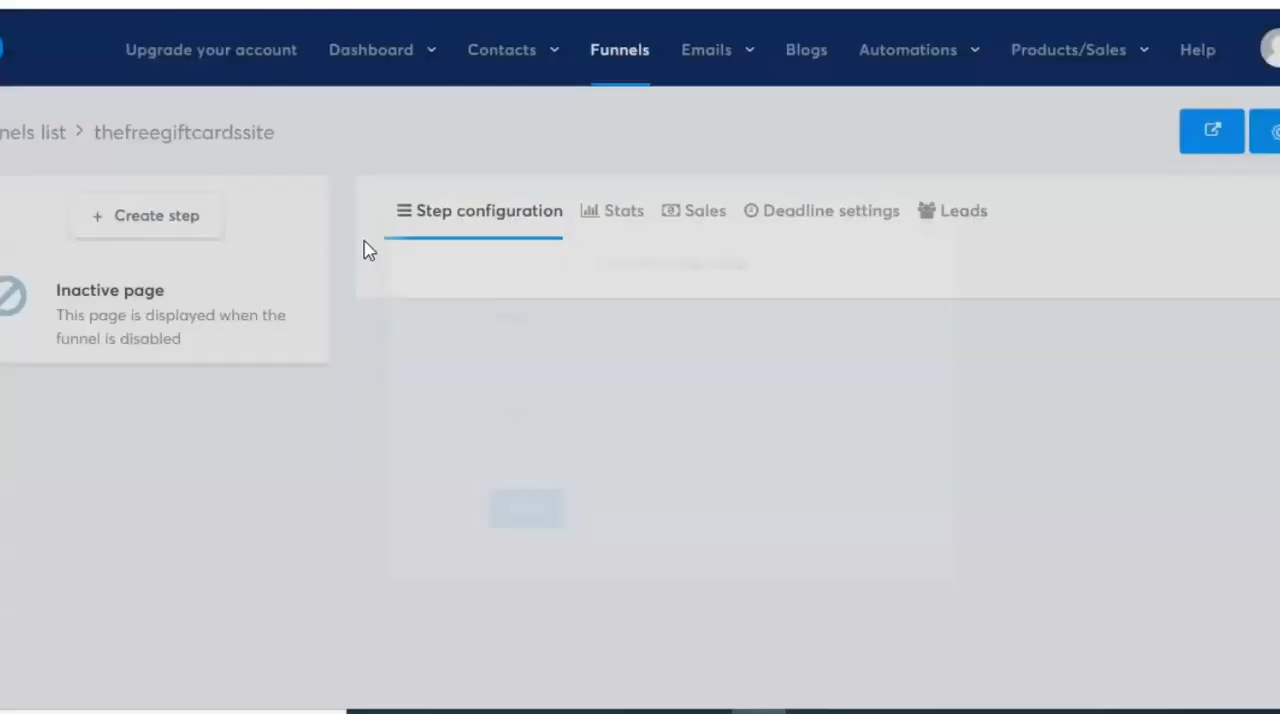 Upgrade your account Dashboard Contacts Funnels Emails Blogs Automations Products/Sales Help
nels list > thefreegiftcardssite
+ Create step
Step configuration Stats Sales Deadline settings Leads
Inactive page
This page is displayed when the
funnel is disabled